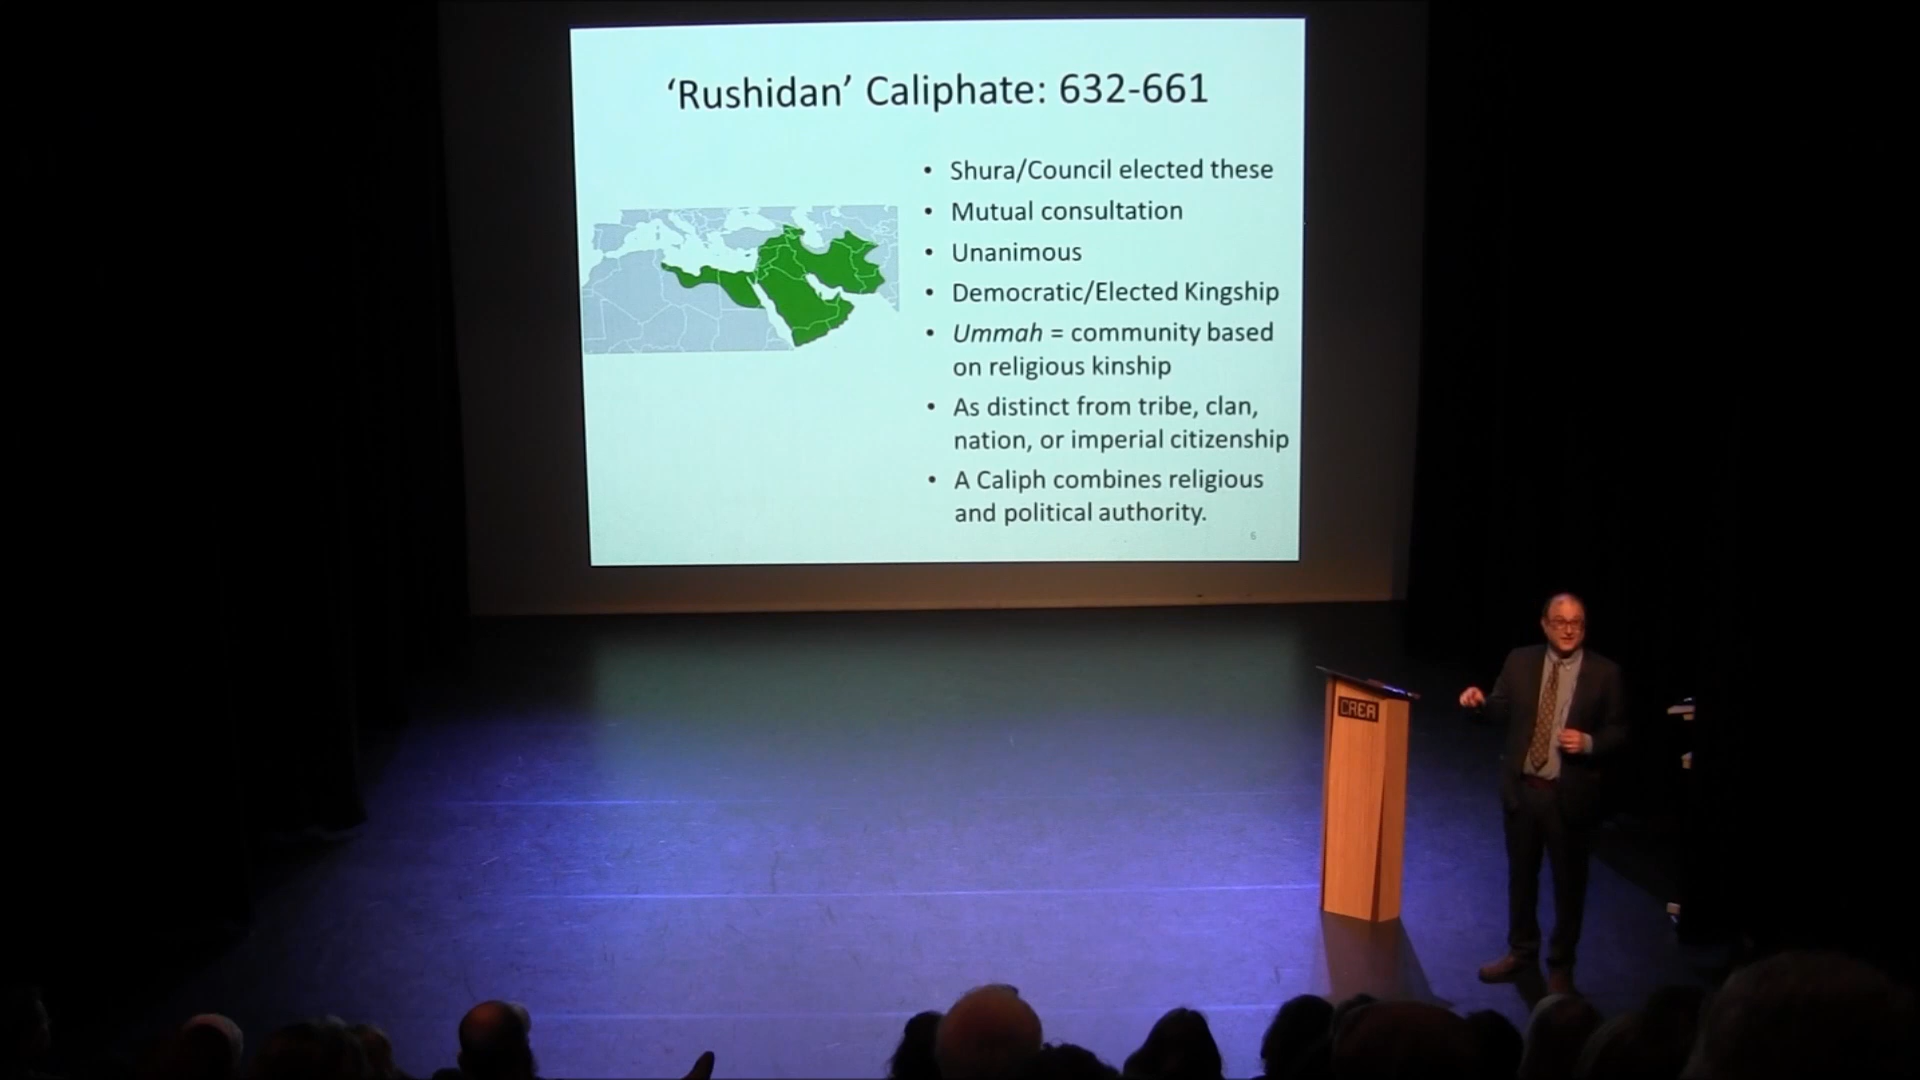 ‘Rushidan’ Caliphate: 632-661
• Shura/Council elected these
• Mutual consultation
• Unanimous
• Democratic/Elected Kingship
• Ummah = community based
on religious kinship
• As distinct from tribe, clan,
nation, or imperial citizenship
• A Caliph combines religious
and political authority.
6
CREA